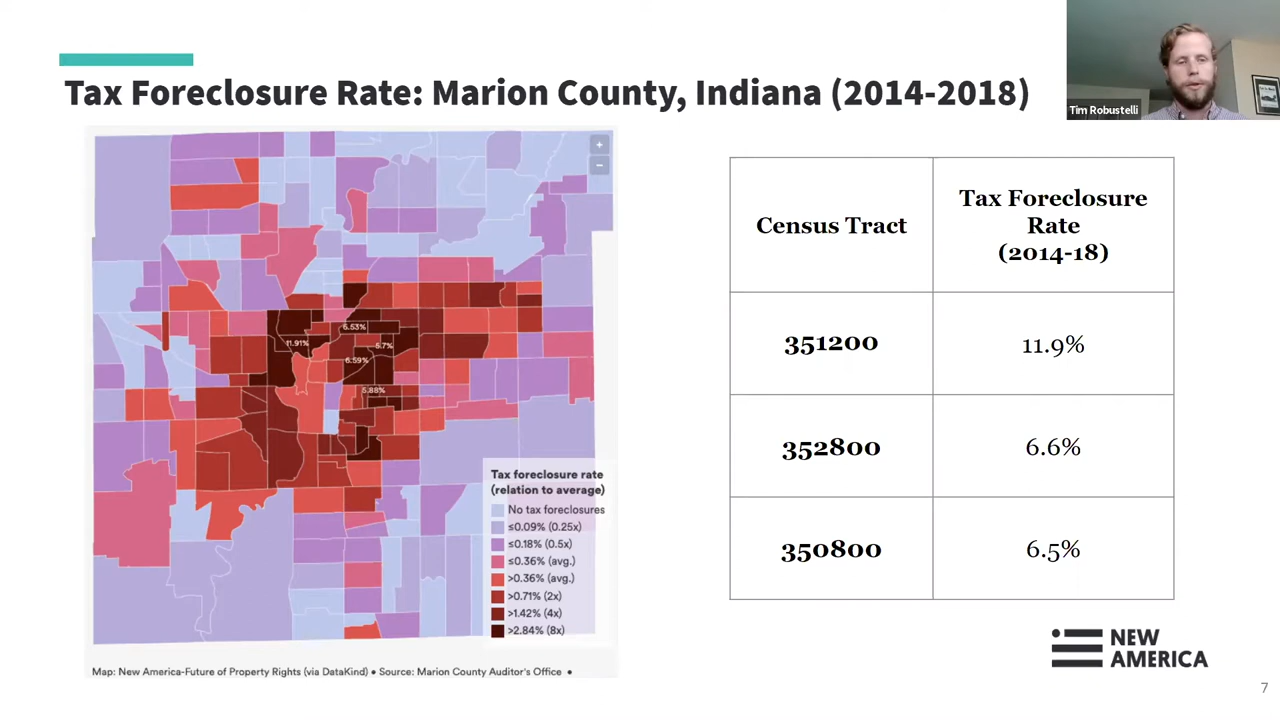 Tax Foreclosure Rate: Marion County, Indiana (2014-2018)
Tim Robustelli
+
−
6.53%
11.91%
5.7%
6.59%
5.88%
Tax foreclosure rate
(relation to average)
No tax foreclosures
≤0.09% (0.25x)
≤0.18% (0.5x)
≤0.36% (avg.)
>0.36% (avg.)
>0.71% (2x)
>1.42% (4x)
>2.84% (8x)
Map: New America-Future of Property Rights (via DataKind) • Source: Marion County Auditor's Office •
Census Tract
Tax Foreclosure
Rate
(2014-18)
351200
11.9%
352800
6.6%
350800
6.5%
NEW
AMERICA
7